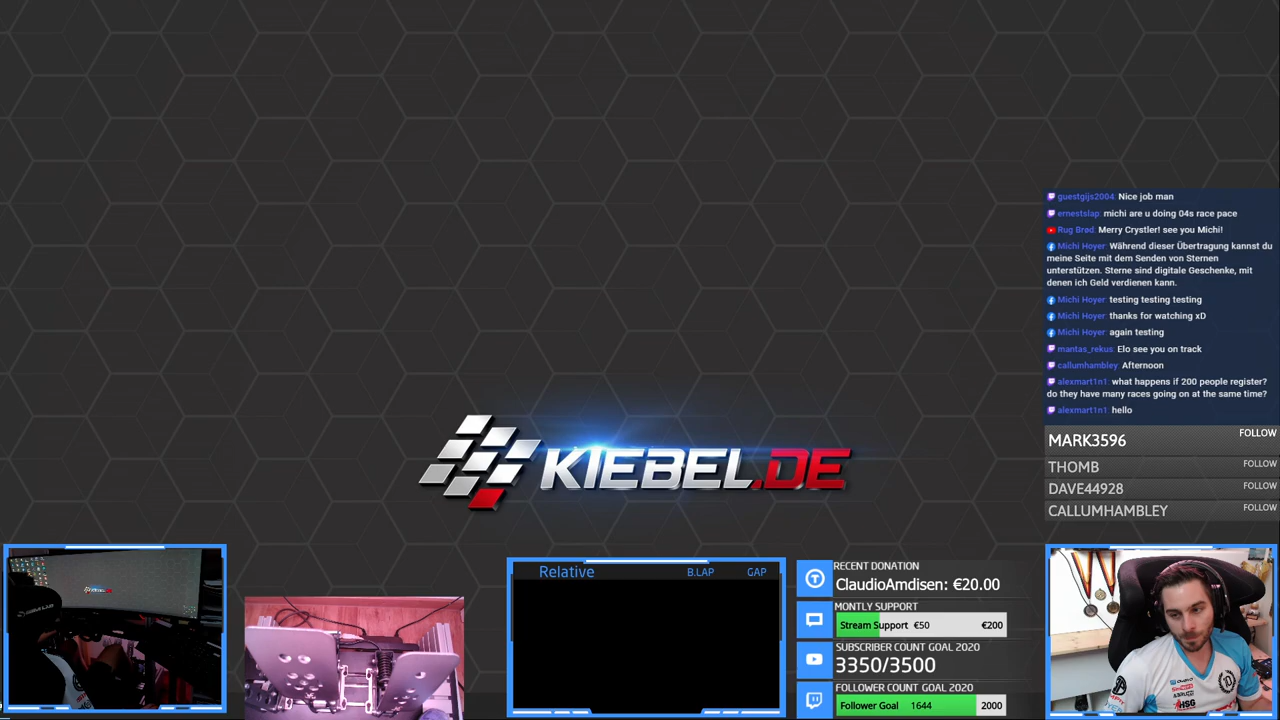 guestgijs2004: Nice job man
ernestslap: michi are u doing 04s race pace
Rug Brød: Merry Crystler! see you Michi!
Michi Hoyer: Während dieser Übertragung kannst du
meine Seite mit dem Senden von Sternen
unterstützen. Sterne sind digitale Geschenke, mit
denen ich Geld verdienen kann.
Michi Hoyer: testing testing testing
Michi Hoyer: thanks for watching xD
Michi Hoyer: again testing
mantas_rekus: Elo see you on track
callumhambley: Afternoon
alexmart1n1: what happens if 200 people register?
do they have many races going on at the same time?
alexmart1n1: hello
MARK3596 FOLLOW
THOMB FOLLOW
DAVE44928 FOLLOW
CALLUMHAMBLEY FOLLOW
KIEBEL.DE
Relative B.LAP GAP
RECENT DONATION
ClaudioAmdisen: €20.00
MONTLY SUPPORT
Stream Support €50 €200
SUBSCRIBER COUNT GOAL 2020
3350/3500
FOLLOWER COUNT GOAL 2020
Follower Goal 1644 2000